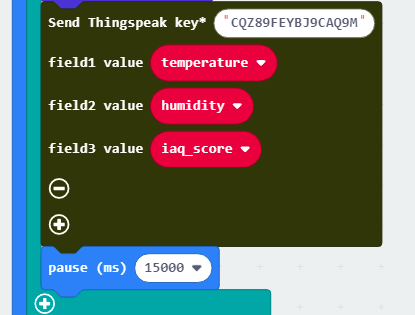 Send Thingspeak key* "CQZ89FEYBJ9CAQ9M"
field1 value temperature
field2 value humidity
field3 value iaq_score
pause (ms) 15000